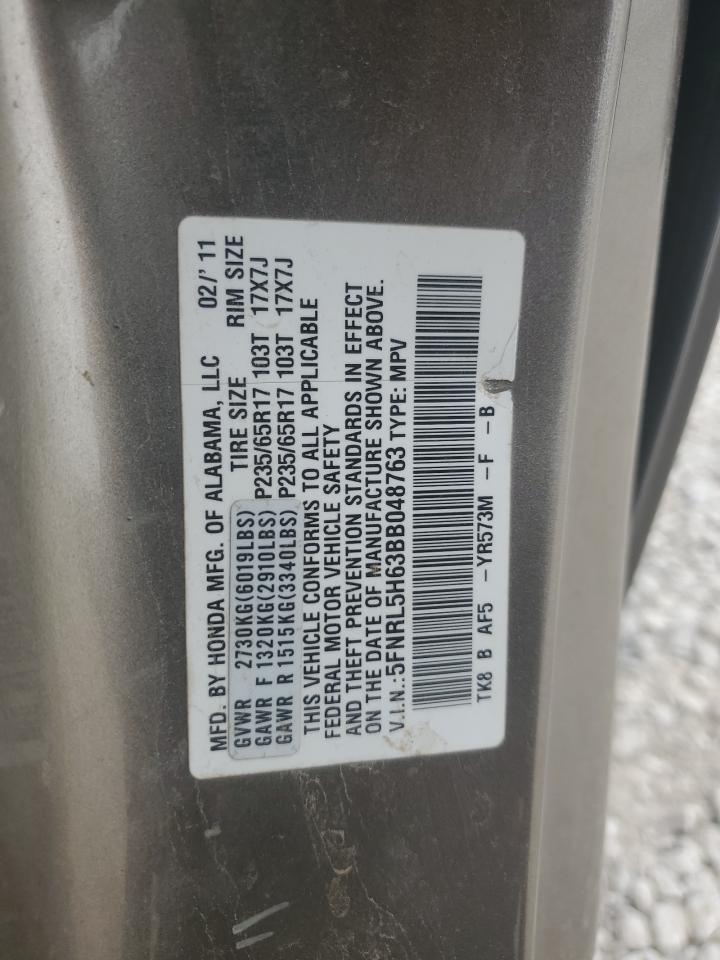 MFD. BY HONDA MFG. OF ALABAMA, LLC 02/'11
GVWR 2730KG(6019LBS) TIRE SIZE RIM SIZE
GAWR F 1320KG(2910LBS) P235/65R17 103T 17X7J
GAWR R 1515KG(3340LBS) P235/65R17 103T 17X7J
THIS VEHICLE CONFORMS TO ALL APPLICABLE
FEDERAL MOTOR VEHICLE SAFETY
AND THEFT PREVENTION STANDARDS IN EFFECT
ON THE DATE OF MANUFACTURE SHOWN ABOVE.
V.I.N.:5FNRL5H63BB048763 TYPE: MPV
TK8 B AF5 -YR573M -F -B